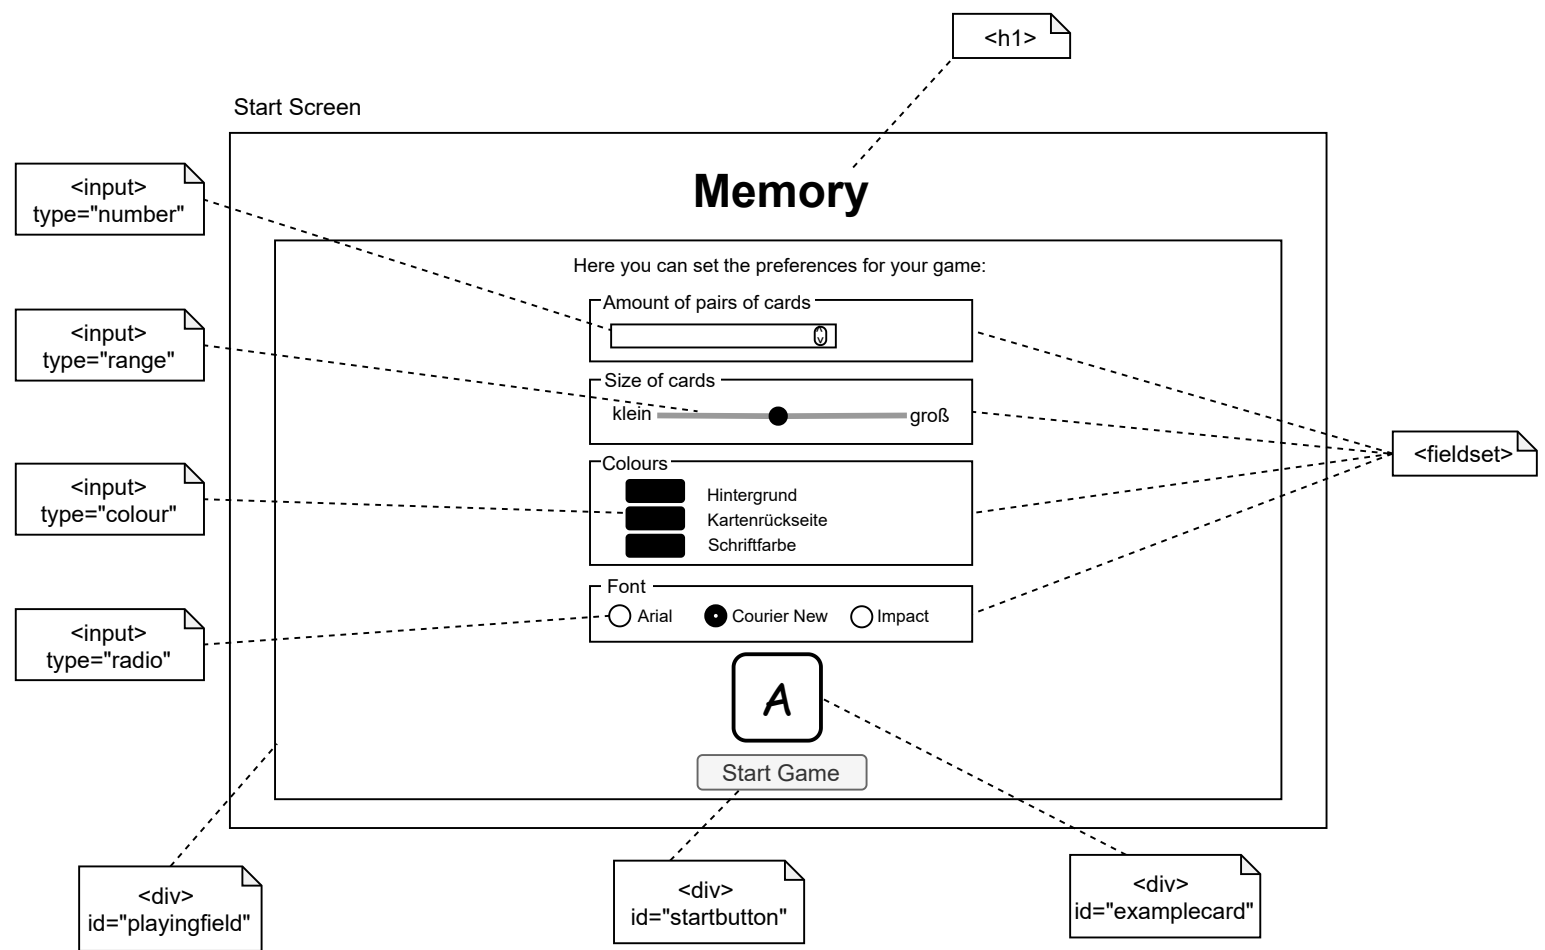 <h1>
Start Screen
Memory
<input>
type="number"
Here you can set the preferences for your game:
Amount of pairs of cards
<input>
type="range"
Size of cards
klein
groß
<fieldset>
<input>
type="colour"
Colours
Hintergrund
Kartenrückseite
Schriftfarbe
<input>
type="radio"
Font
Arial
Courier New
Impact
A
Start Game
<div>
id="playingfield"
<div>
id="startbutton"
<div>
id="examplecard"